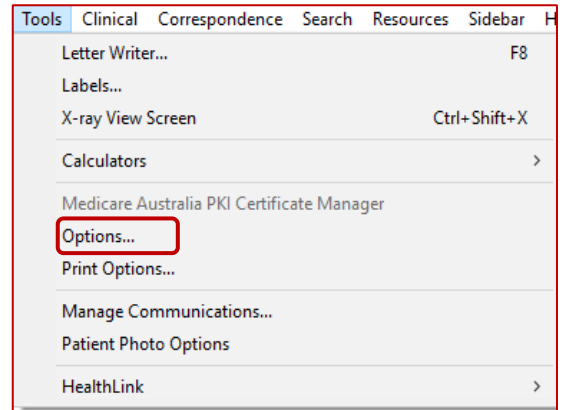 Tools Clinical Correspondence Search Resources Sidebar
Letter Writer... F8
Labels...
X-ray View Screen Ctrl+Shift+X
Calculators >
Medicare Australia PKI Certificate Manager
Options...
Print Options...
Manage Communications...
Patient Photo Options
HealthLink >